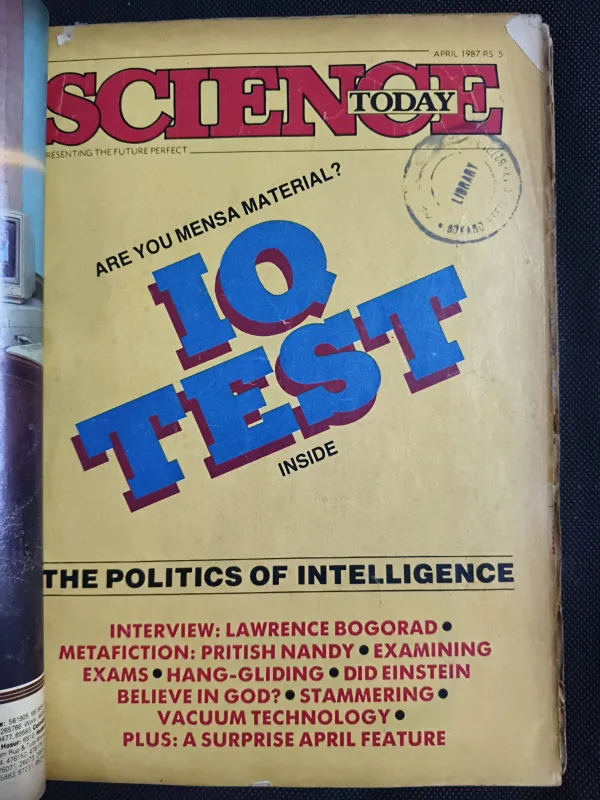 APRIL 1987 RS 5
SCIENCE
TODAY
RESENTING THE FUTURE PERFECT
LIBRARY
BOKARO
ARE YOU MENSA MATERIAL?
IQ
TEST
INSIDE
THE POLITICS OF INTELLIGENCE
INTERVIEW: LAWRENCE BOGORAD •
METAFICTION: PRITISH NANDY • EXAMINING
EXAMS • HANG-GLIDING • DID EINSTEIN
BELIEVE IN GOD? • STAMMERING •
VACUUM TECHNOLOGY •
PLUS: A SURPRISE APRIL FEATURE